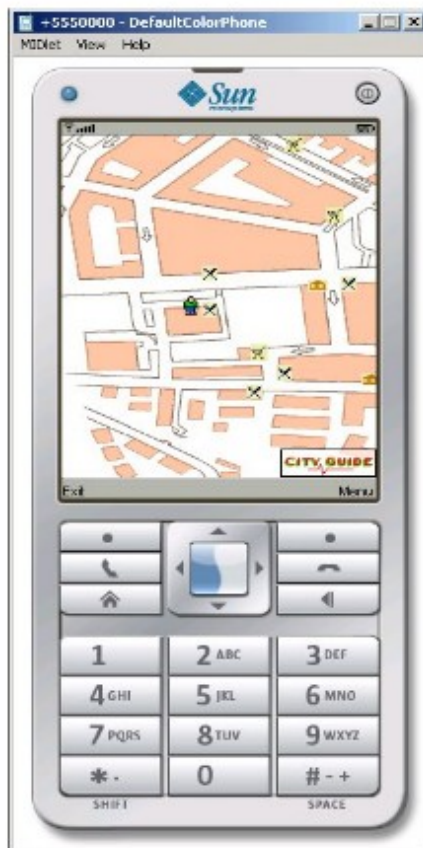 +5550000 - DefaultColorPhone
MIDlet View Help
Sun
CITY GUIDE
Exit Menu
1 2 ABC 3 DEF
4 GHI 5 JKL 6 MNO
7 PQRS 8 TUV 9 WXYZ
* . 0 # - +
SHIFT SPACE